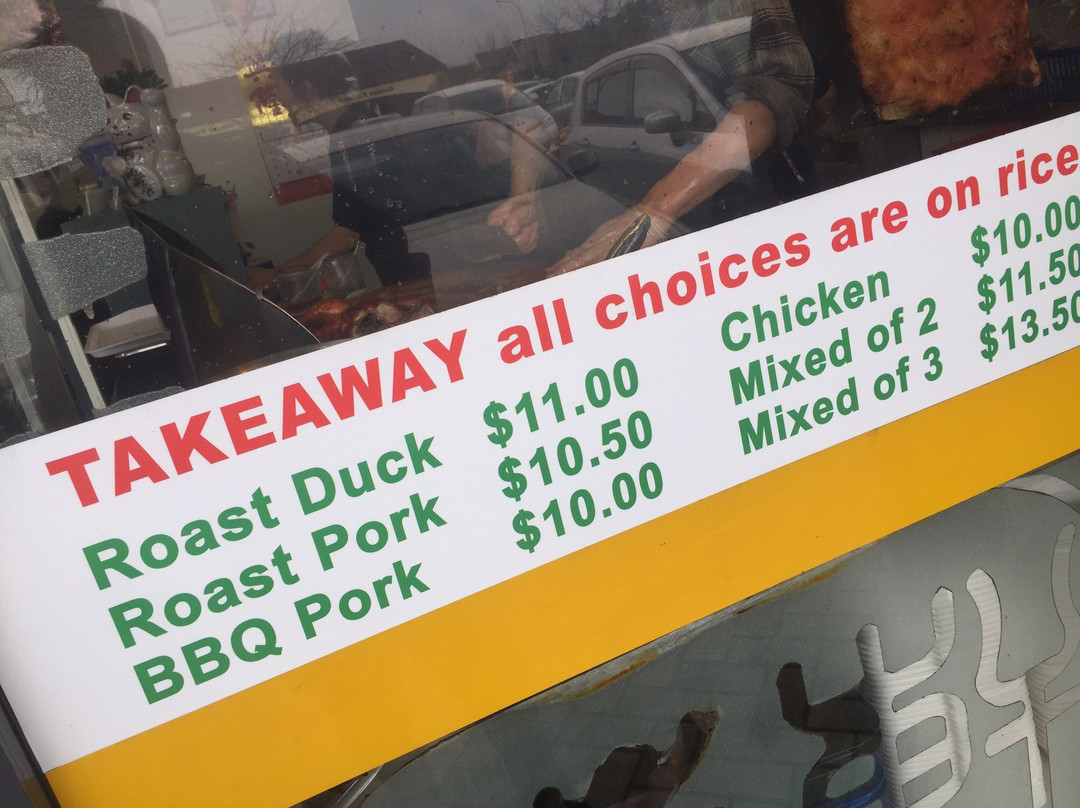 TAKEAWAY all choices are on rice
Roast Duck $11.00
Roast Pork $10.50
BBQ Pork $10.00
Chicken $10.00
Mixed of 2 $11.50
Mixed of 3 $13.50